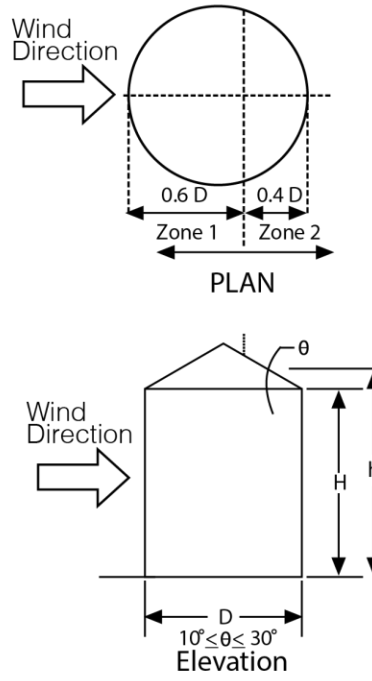 Wind
Direction
0.6 D
0.4 D
Zone 1
Zone 2
PLAN
θ
Wind
Direction
H
D
10°≤θ≤ 30°
Elevation